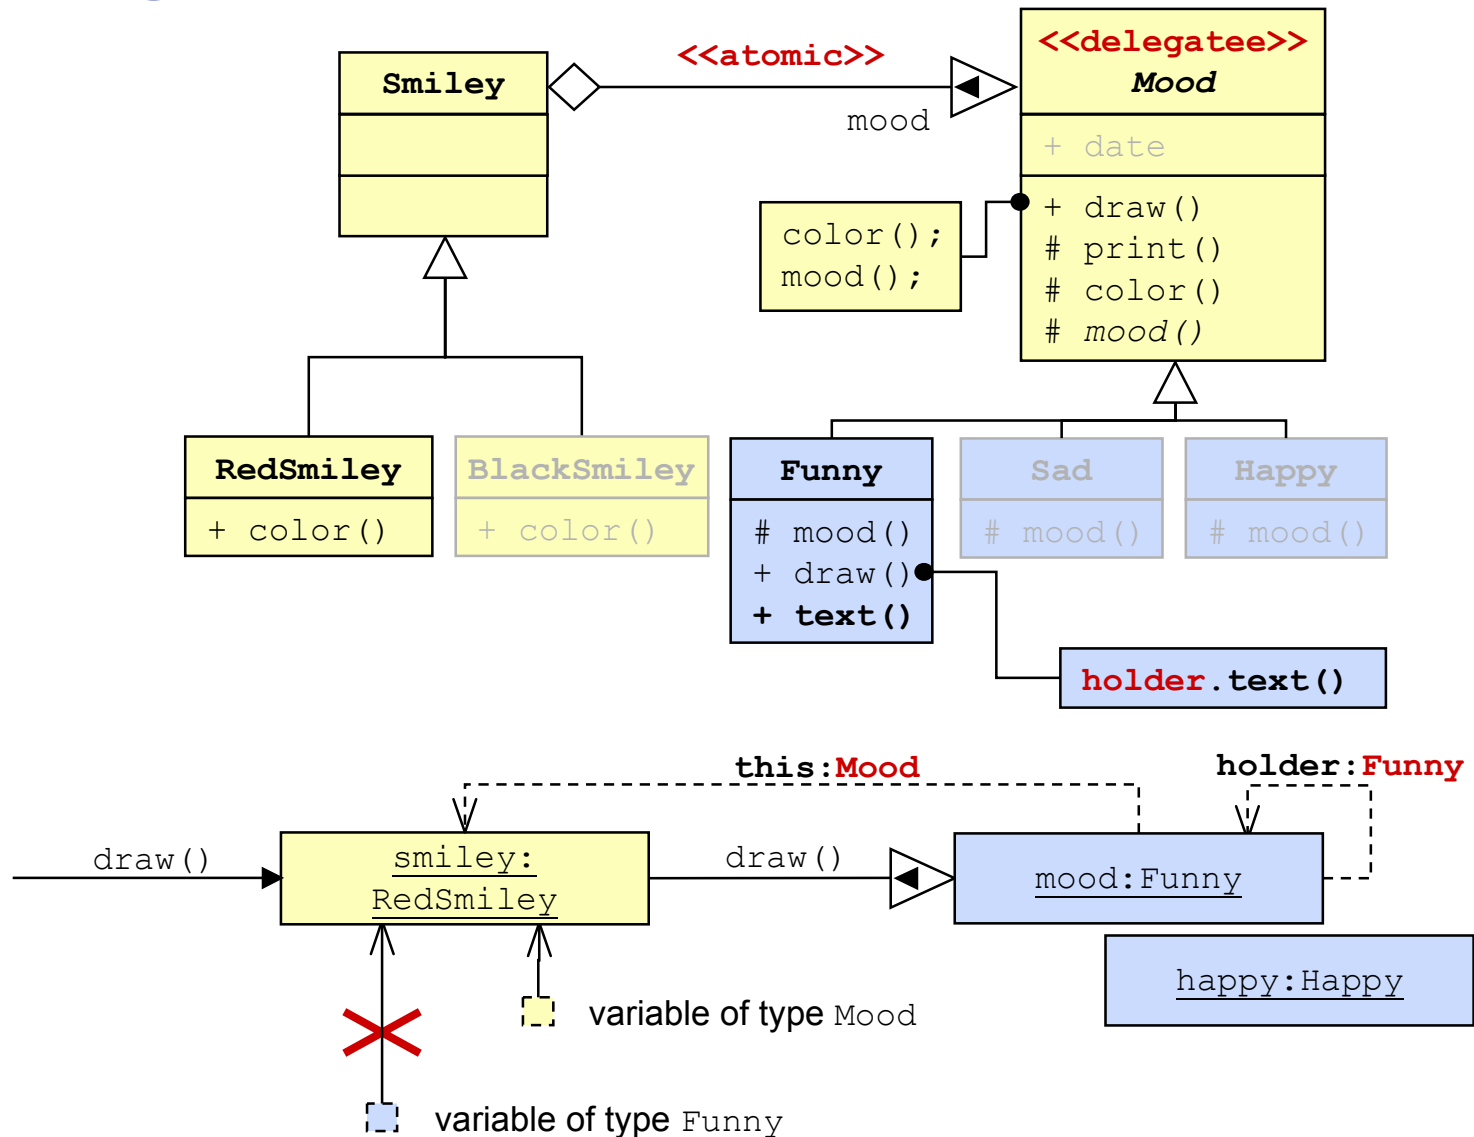 <<atomic>>
<<delegatee>>
Smiley
Mood
mood
+ date
+ draw()
# print()
# color()
# mood()
color();
mood();
RedSmiley
+ color()
BlackSmiley
+ color()
Funny
# mood()
+ draw()
+ text()
Sad
# mood()
Happy
# mood()
holder.text()
this:Mood
holder:Funny
draw()
smiley:
RedSmiley
draw()
mood:Funny
happy:Happy
variable of type Mood
variable of type Funny